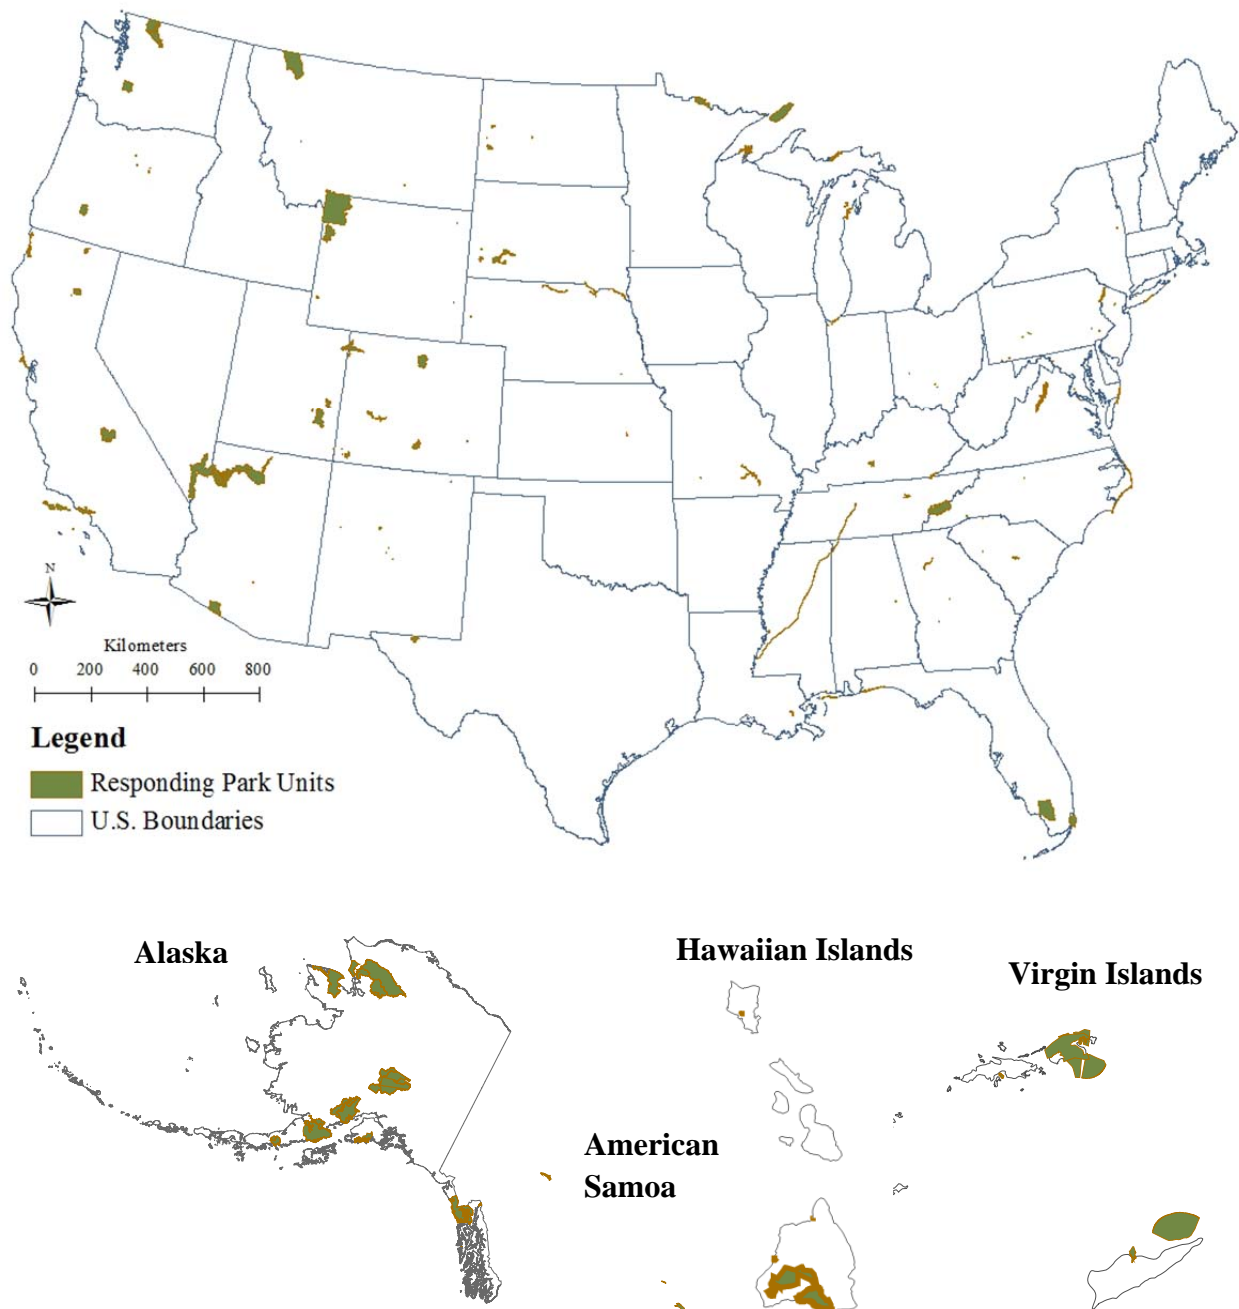 N
Kilometers
0 200 400 600 800
Legend
Responding Park Units
U.S. Boundaries
Alaska
Hawaiian Islands
Virgin Islands
American
Samoa